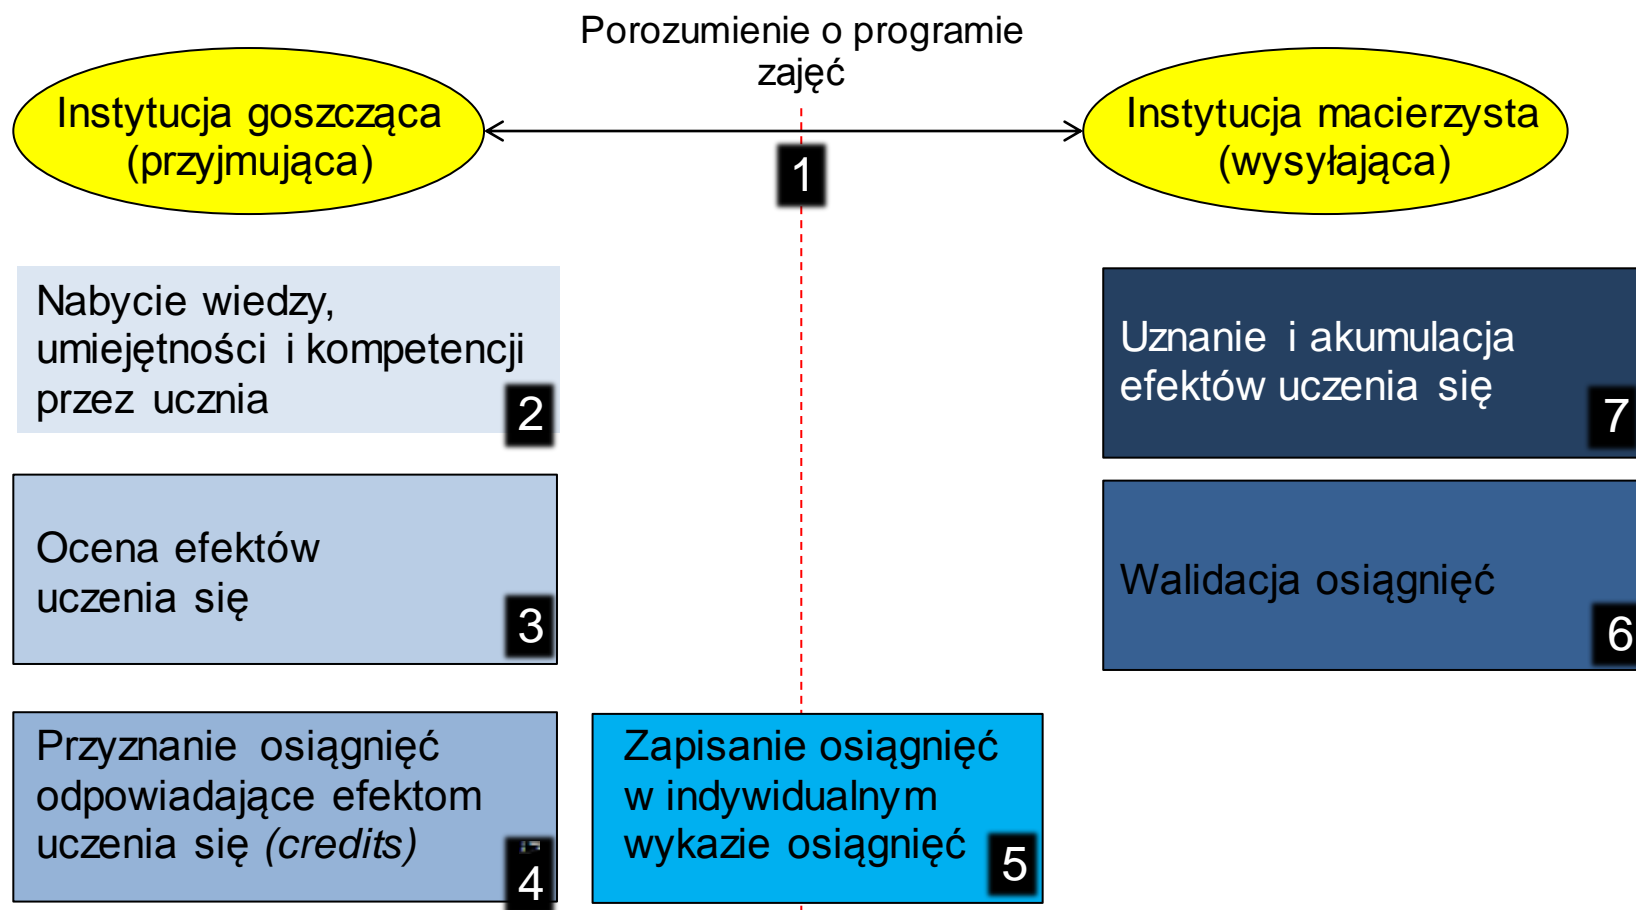 Porozumienie o programie
zajęć
Instytucja goszcząca
(przyjmująca)
Instytucja macierzysta
(wysyłająca)
1
Nabycie wiedzy,
umiejętności i kompetencji
przez ucznia
2
Uznanie i akumulacja
efektów uczenia się
7
Ocena efektów
uczenia się
3
Walidacja osiągnięć
6
Przyznanie osiągnięć
odpowiadające efektom
uczenia się (credits)
4
Zapisanie osiągnięć
w indywidualnym
wykazie osiągnięć
5